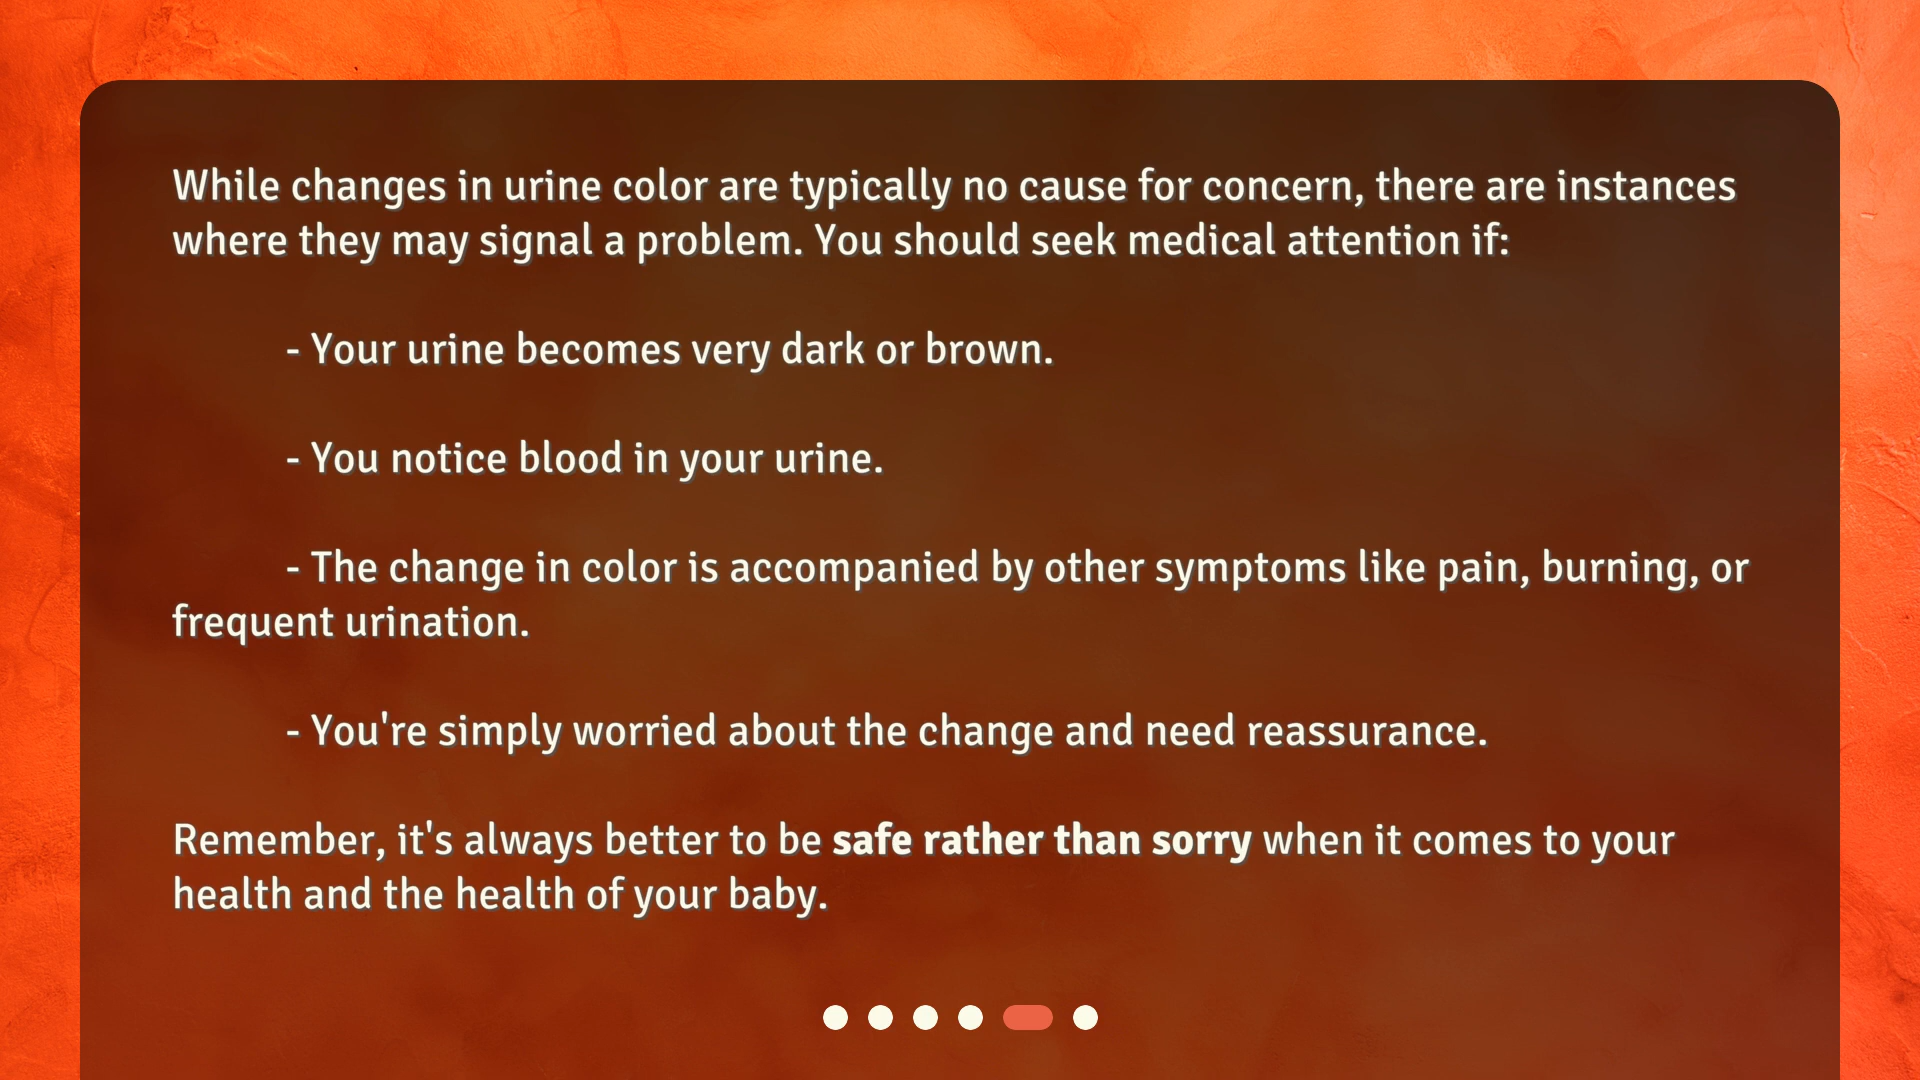 While changes in urine color are typically no cause for concern, there are instances
where they may signal a problem. You should seek medical attention if:
- Your urine becomes very dark or brown.
- You notice blood in your urine.
- The change in color is accompanied by other symptoms like pain, burning, or
frequent urination.
- You're simply worried about the change and need reassurance.
Remember, it's always better to be safe rather than sorry when it comes to your
health and the health of your baby.